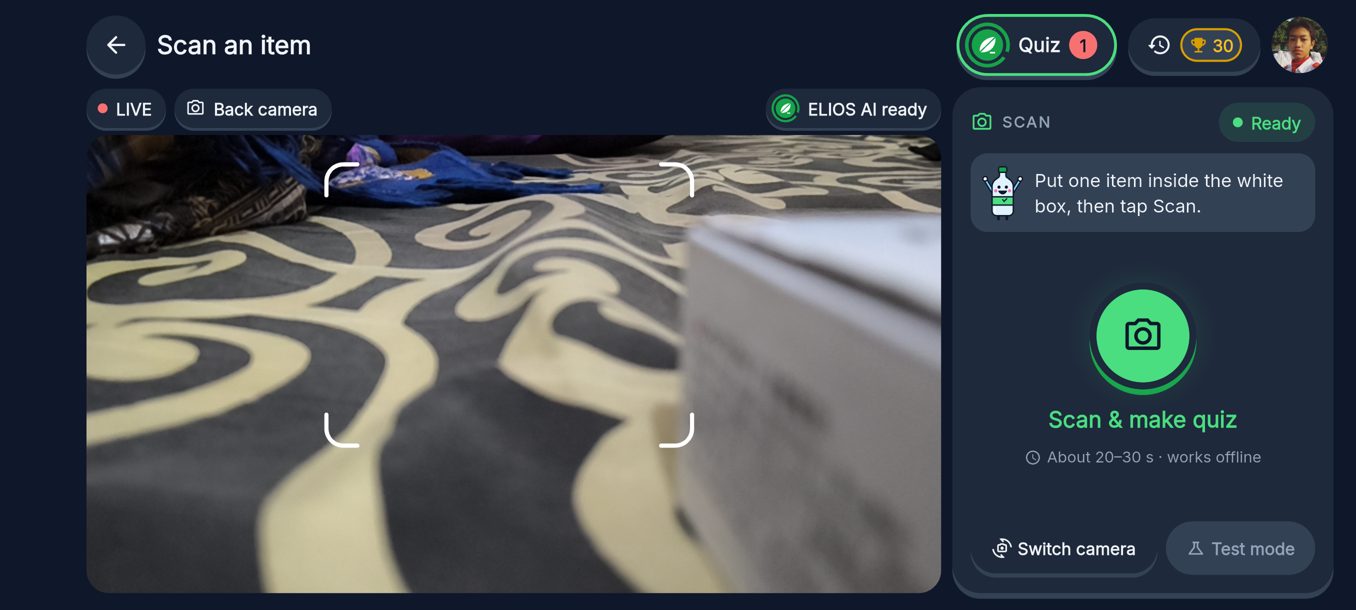 Scan an item
Quiz 1
30
LIVE
Back camera
ELIOS AI ready
SCAN
Ready
Put one item inside the white
box, then tap Scan.
Scan & make quiz
About 20–30 s · works offline
Switch camera
Test mode